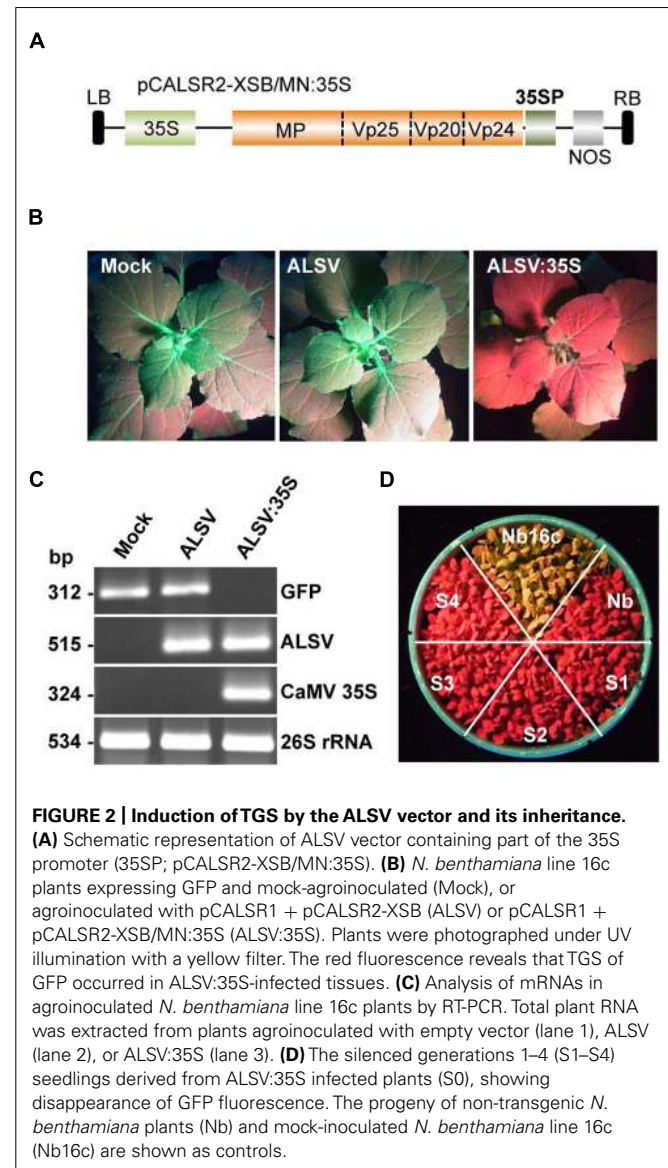 A
pCALSR2-XSB/MN:35S
LB
35S
MP
Vp25
Vp20
Vp24
35SP
NOS
RB
B
Mock
ALSV
ALSV:35S
C
bp
Mock
ALSV
ALSV:35S
312 - GFP
515 - ALSV
324 - CaMV 35S
534 - 26S rRNA
D
Nb16c
Nb
S1
S2
S3
S4
FIGURE 2 | Induction of TGS by the ALSV vector and its inheritance.
(A) Schematic representation of ALSV vector containing part of the 35S
promoter (35SP; pCALSR2-XSB/MN:35S). (B) N. benthamiana line 16c
plants expressing GFP and mock-agroinoculated (Mock), or
agroinoculated with pCALSR1 + pCALSR2-XSB (ALSV) or pCALSR1 +
pCALSR2-XSB/MN:35S (ALSV:35S). Plants were photographed under UV
illumination with a yellow filter. The red fluorescence reveals that TGS of
GFP occurred in ALSV:35S-infected tissues. (C) Analysis of mRNAs in
agroinoculated N. benthamiana line 16c plants by RT-PCR. Total plant RNA
was extracted from plants agroinoculated with empty vector (lane 1), ALSV
(lane 2), or ALSV:35S (lane 3). (D) The silenced generations 1–4 (S1–S4)
seedlings derived from ALSV:35S infected plants (S0), showing
disappearance of GFP fluorescence. The progeny of non-transgenic N.
benthamiana plants (Nb) and mock-inoculated N. benthamiana line 16c
(Nb16c) are shown as controls.